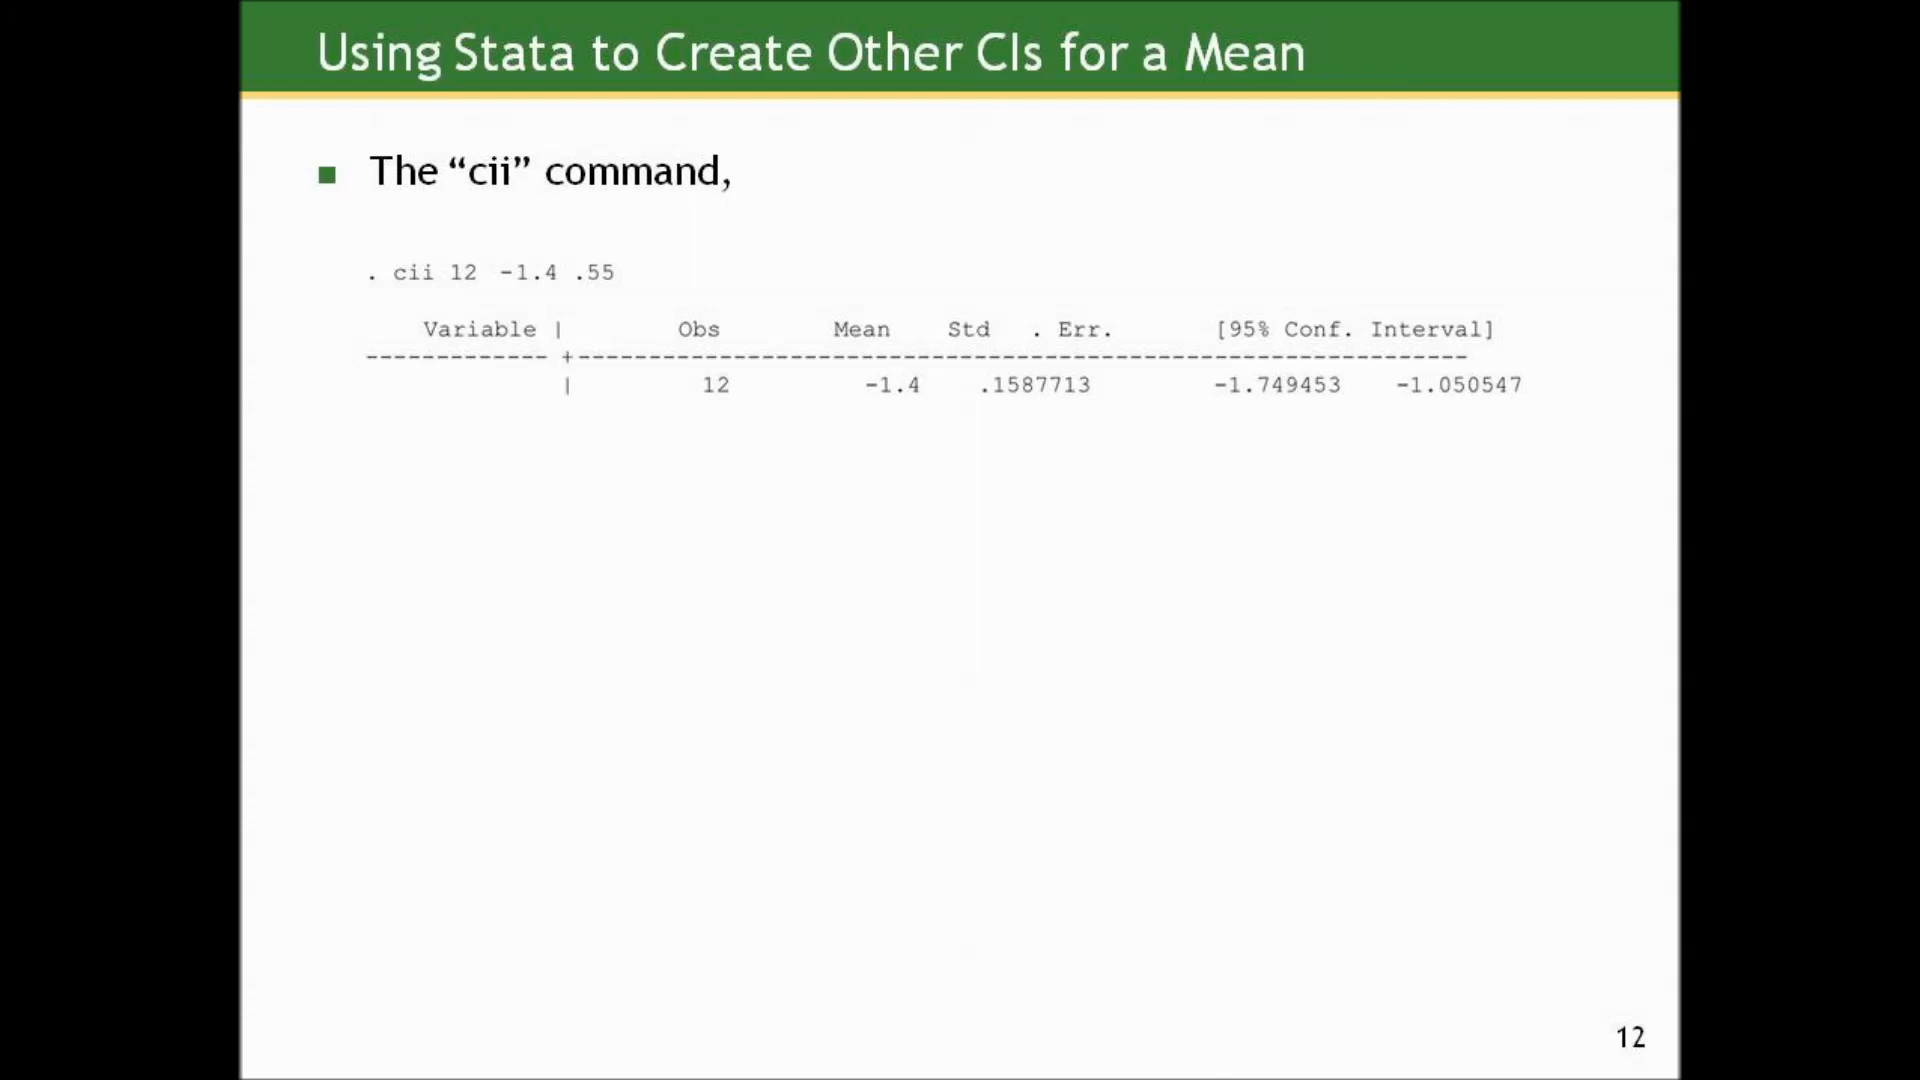 Using Stata to Create Other CIs for a Mean
■ The “cii” command,
. cii 12 -1.4 .55
Variable | Obs Mean Std . Err. [95% Conf. Interval]
------------- +---------------------------------------------------------------
| 12 -1.4 .1587713 -1.749453 -1.050547
12